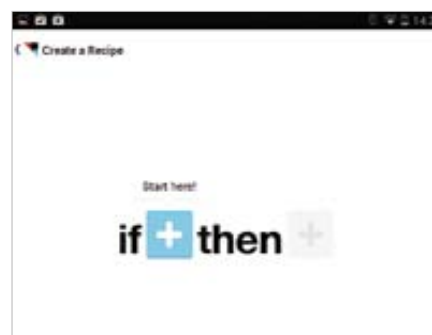 Create a Recipe
Start here!
if + then +